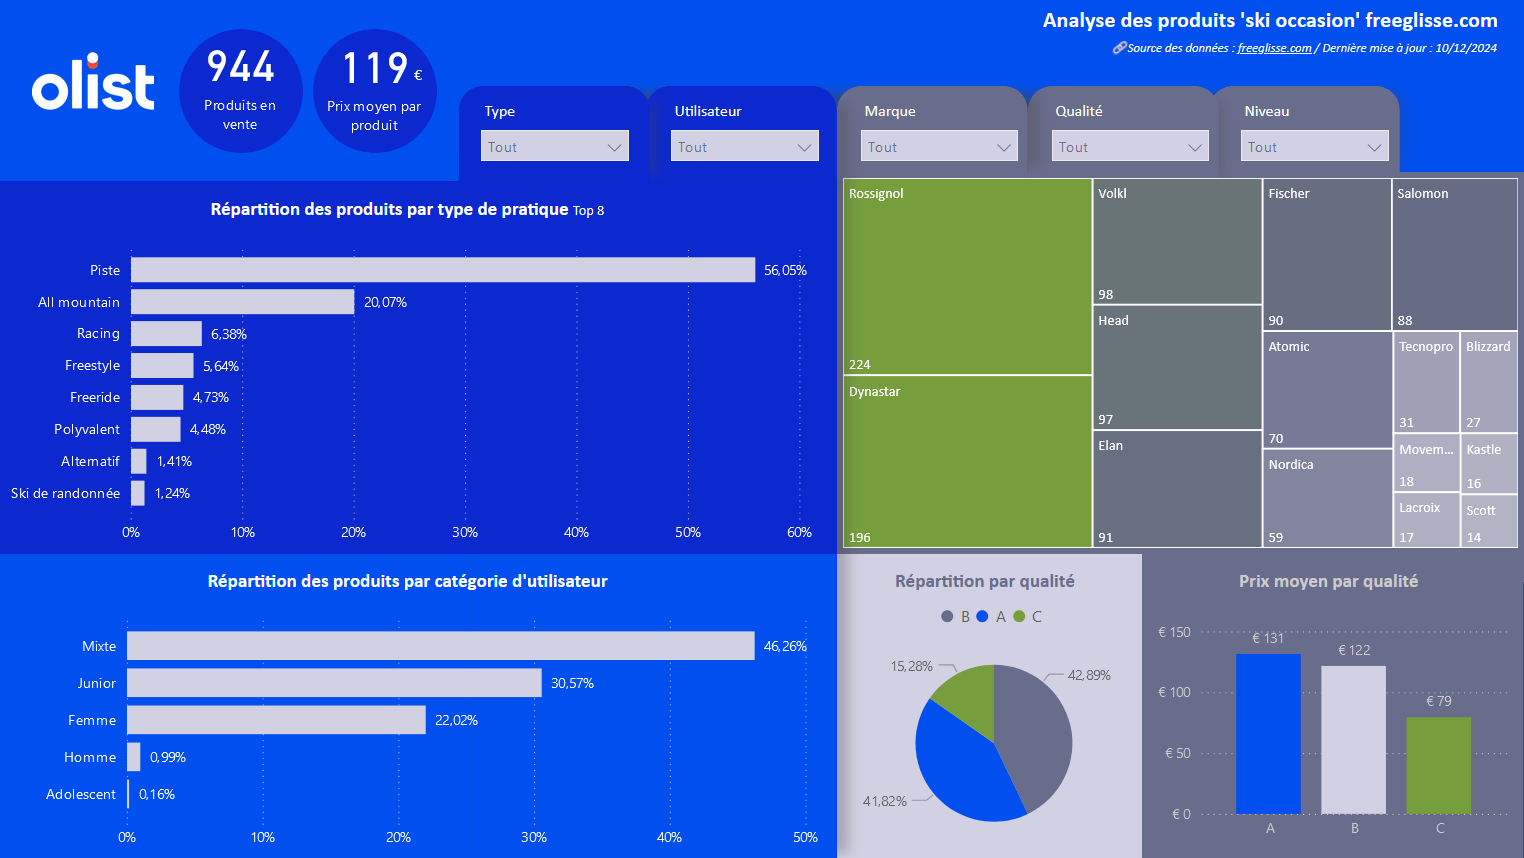 olist
944
Produits en
vente
119 €
Prix moyen par
produit
Analyse des produits 'ski occasion' freeglisse.com
Source des données : freeglisse.com / Dernière mise à jour : 10/12/2024
Type
Tout
Utilisateur
Tout
Marque
Tout
Qualité
Tout
Niveau
Tout
Répartition des produits par type de pratique Top 8
Piste 56,05%
All mountain 20,07%
Racing 6,38%
Freestyle 5,64%
Freeride 4,73%
Polyvalent 4,48%
Alternatif 1,41%
Ski de randonnée 1,24%
0% 10% 20% 30% 40% 50% 60%
Rossignol
224
Dynastar
196
Volkl
98
Head
97
Elan
91
Fischer
90
Salomon
88
Atomic
70
Nordica
59
Tecnopro
31
Blizzard
27
Movem...
18
Kastle
16
Lacroix
17
Scott
14
Répartition des produits par catégorie d'utilisateur
Mixte 46,26%
Junior 30,57%
Femme 22,02%
Homme 0,99%
Adolescent 0,16%
0% 10% 20% 30% 40% 50%
Répartition par qualité
B A C
15,28%
42,89%
41,82%
Prix moyen par qualité
€ 150
€ 100
€ 50
€ 0
€ 131
€ 122
€ 79
A B C